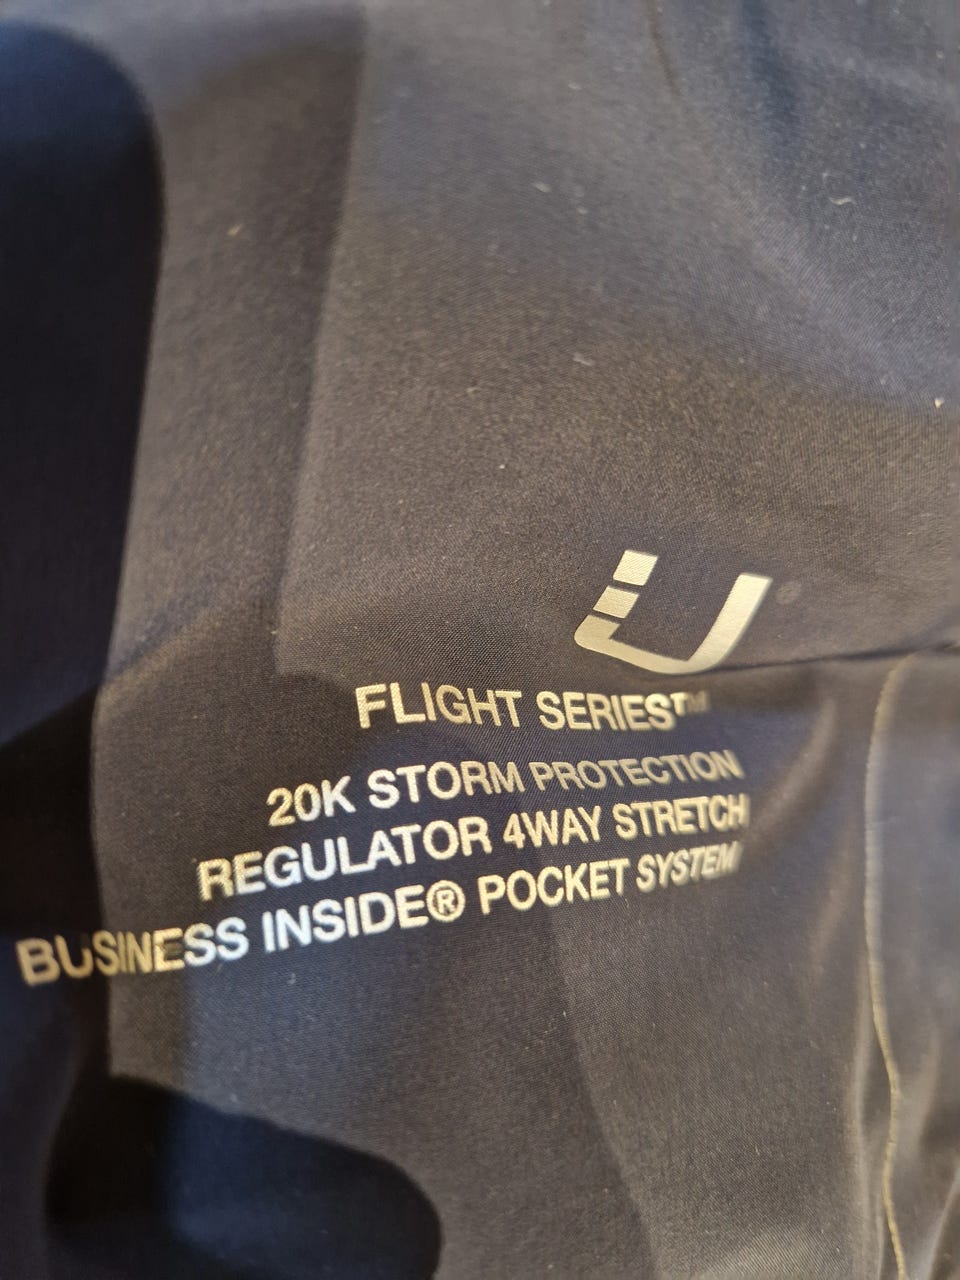 U®
FLIGHT SERIES™
20K STORM PROTECTION
REGULATOR 4WAY STRETCH
BUSINESS INSIDE® POCKET SYSTEM